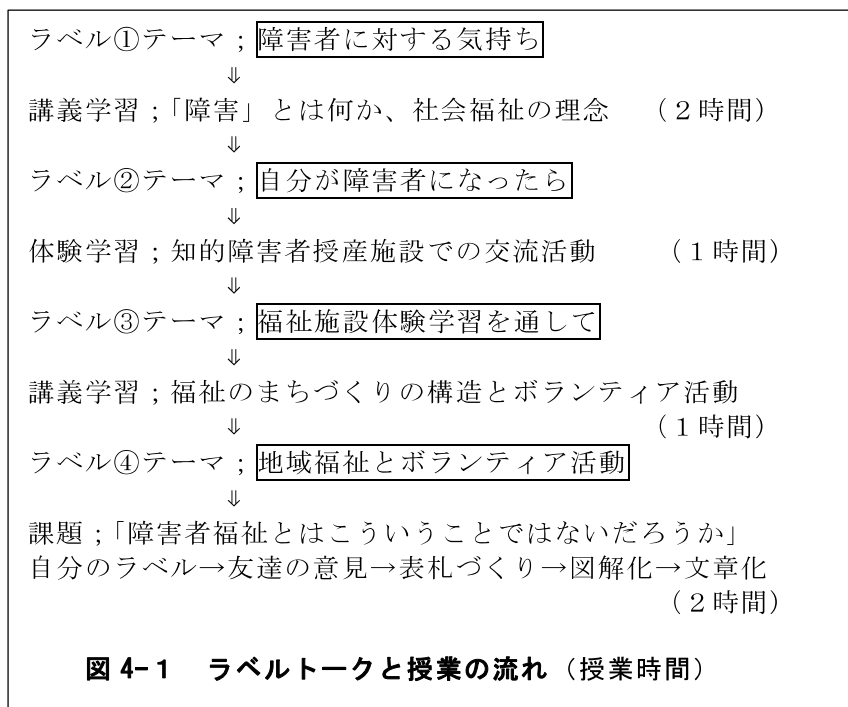 ラベル①テーマ；障害者に対する気持ち
⇓
講義学習；「障害」とは何か、社会福祉の理念　（２時間）
⇓
ラベル②テーマ；自分が障害者になったら
⇓
体験学習；知的障害者授産施設での交流活動　（１時間）
⇓
ラベル③テーマ；福祉施設体験学習を通して
⇓
講義学習；福祉のまちづくりの構造とボランティア活動
⇓　（１時間）
ラベル④テーマ；地域福祉とボランティア活動
⇓
課題；「障害者福祉とはこういうことではないだろうか」
自分のラベル→友達の意見→表札づくり→図解化→文章化
（２時間）
図 4-1　ラベルトークと授業の流れ（授業時間）